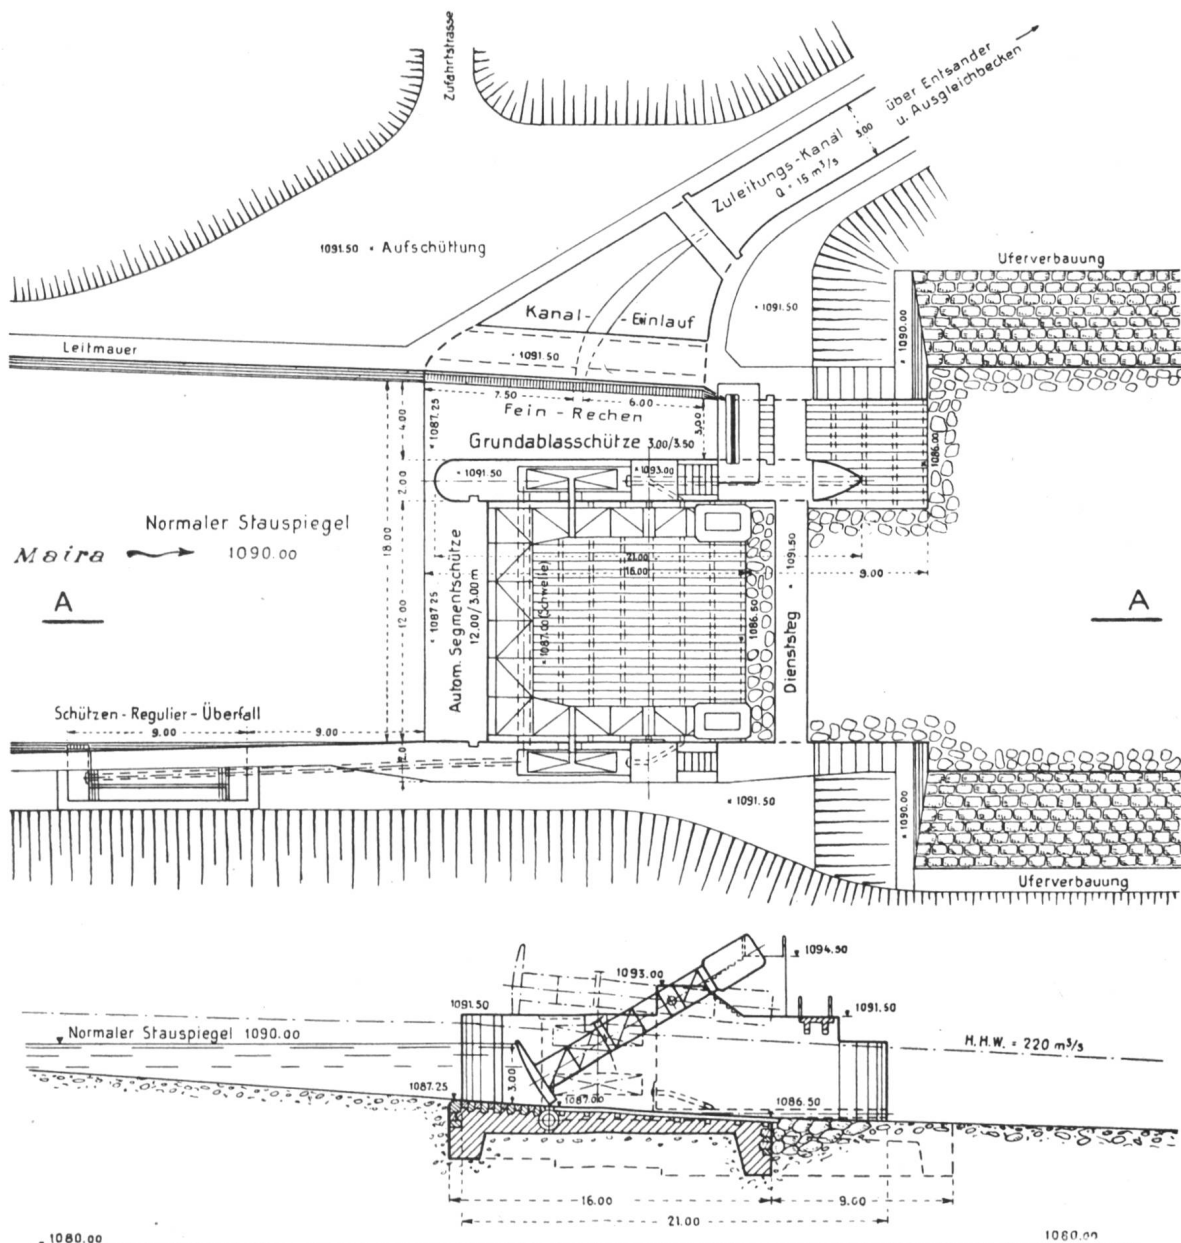 Zufahrtstrasse
über Entsander
u. Ausgleichbecken
3.00
Zuleitungs-Kanal
Q = 15 m³/s
1091.50 Aufschüttung
Uferverbauung
1091.50
1090.00
Kanal- -Einlauf
Leitmauer
1091.50
7.50
6.00
Fein-Rechen
1087.25
4.00
3.00
Grundablasschütze 3.00/3.50
1086.00
1091.50
1093.00
2.00
Normaler Stauspiegel
1090.00
Maira
18.00
21.00
16.00
9.00
A
A
12.00
1087.25
Autom. Segmentschütze
12.00/3.00m
1087.00 (Schwelle)
1086.50
Dienststeg
1091.50
Schützen-Regulier-Überfall
9.00
9.00
1091.50
1090.00
Uferverbauung
1094.50
1093.00
1091.50
1091.50
Normaler Stauspiegel 1090.00
H.H.W. = 220 m³/s
3.00
1087.25
1087.00
1086.50
16.00
9.00
21.00
1080.00
1080.00